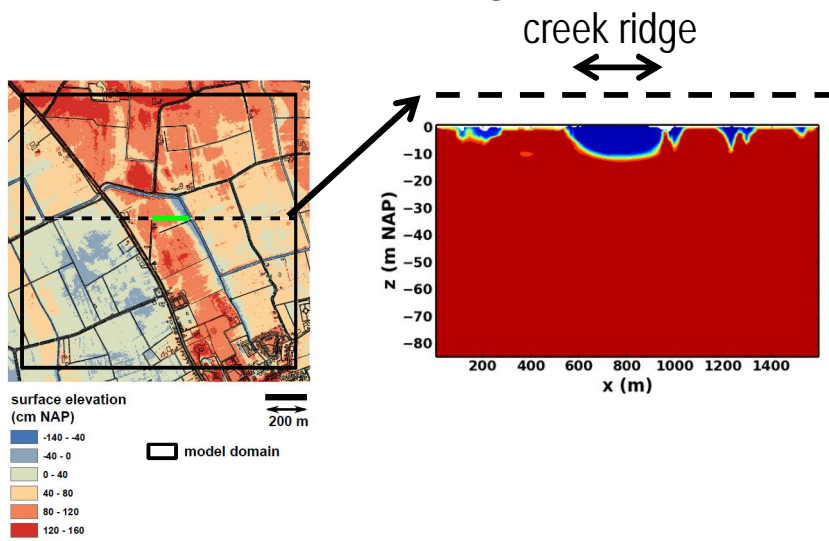 creek ridge
0
−10
−20
−30
−40
−50
−60
−70
−80
z (m NAP)
200 400 600 800 1000 1200 1400
x (m)
surface elevation
(cm NAP)
200 m
-140 - -40
-40 - 0
model domain
0 - 40
40 - 80
80 - 120
120 - 160